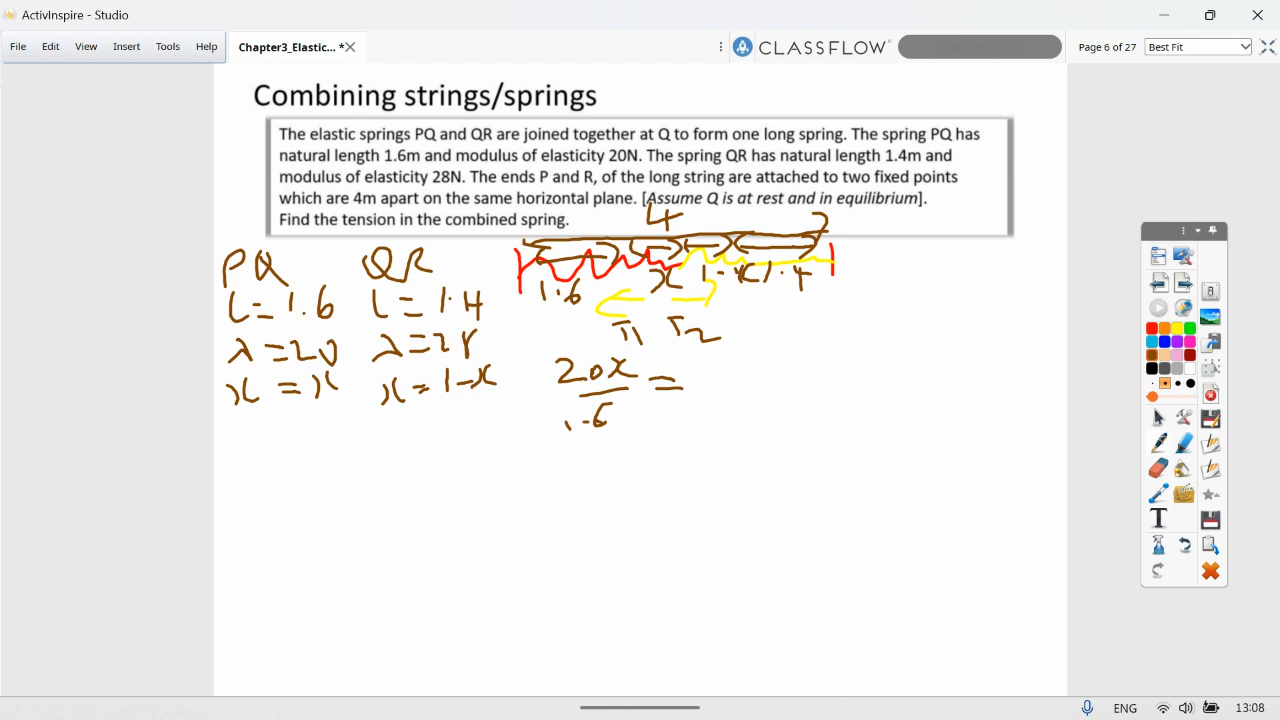 ActivInspire - Studio
File Edit View Insert Tools Help
Chapter3_Elastic... *
CLASSFLOW
Page 6 of 27
Best Fit
Combining strings/springs
The elastic springs PQ and QR are joined together at Q to form one long spring. The spring PQ has
natural length 1.6m and modulus of elasticity 20N. The spring QR has natural length 1.4m and
modulus of elasticity 28N. The ends P and R, of the long string are attached to two fixed points
which are 4m apart on the same horizontal plane. [Assume Q is at rest and in equilibrium].
Find the tension in the combined spring.
4
PQ QR
1.6 x 1-x 1.4
l=1.6 l=1.4
T1 T2
λ=20 λ=28
x=x x=1-x
20x/1.6 =
T
ENG 13:08